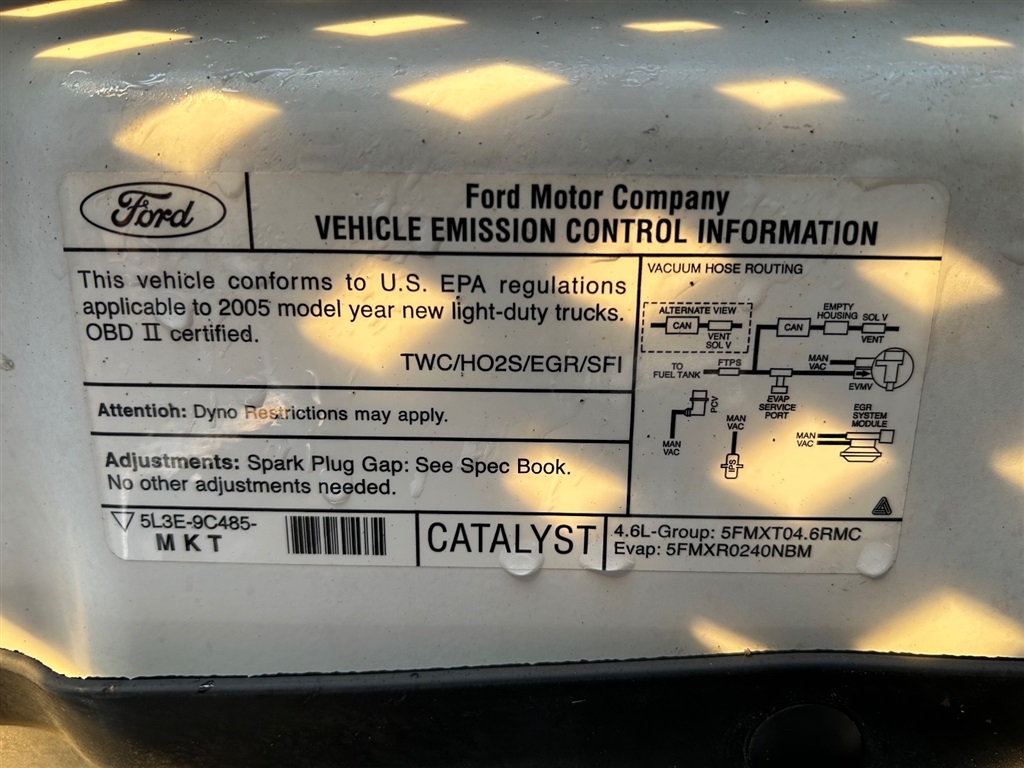 Ford
Ford Motor Company
VEHICLE EMISSION CONTROL INFORMATION
This vehicle conforms to U.S. EPA regulations
applicable to 2005 model year new light-duty trucks.
OBD II certified.
TWC/HO2S/EGR/SFI
Attention: Dyno Restrictions may apply.
Adjustments: Spark Plug Gap: See Spec Book.
No other adjustments needed.
VACUUM HOSE ROUTING
ALTERNATE VIEW
CAN
VENT
SOL V
CAN
EMPTY
HOUSING
SOL V
VENT
TO
FUEL TANK
FTPS
MAN
VAC
EVMV
EVAP
SERVICE
PORT
PCV
MAN
VAC
MAN
VAC
IPS
EGR
SYSTEM
MODULE
MAN
VAC
5L3E-9C485-
MKT
CATALYST
4.6L-Group: 5FMXT04.6RMC
Evap: 5FMXR0240NBM